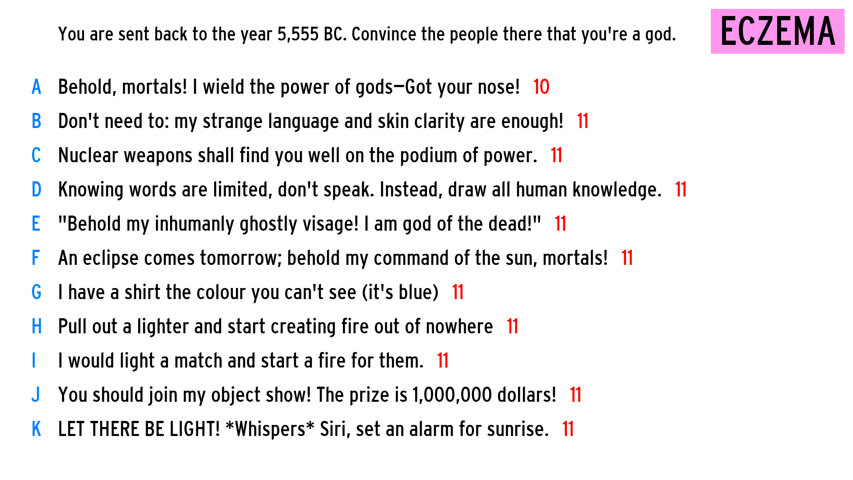 You are sent back to the year 5,555 BC. Convince the people there that you're a god.
ECZEMA
A Behold, mortals! I wield the power of gods—Got your nose! 10
B Don't need to: my strange language and skin clarity are enough! 11
C Nuclear weapons shall find you well on the podium of power. 11
D Knowing words are limited, don't speak. Instead, draw all human knowledge. 11
E "Behold my inhumanly ghostly visage! I am god of the dead!" 11
F An eclipse comes tomorrow; behold my command of the sun, mortals! 11
G I have a shirt the colour you can't see (it's blue) 11
H Pull out a lighter and start creating fire out of nowhere 11
I I would light a match and start a fire for them. 11
J You should join my object show! The prize is 1,000,000 dollars! 11
K LET THERE BE LIGHT! *Whispers* Siri, set an alarm for sunrise. 11